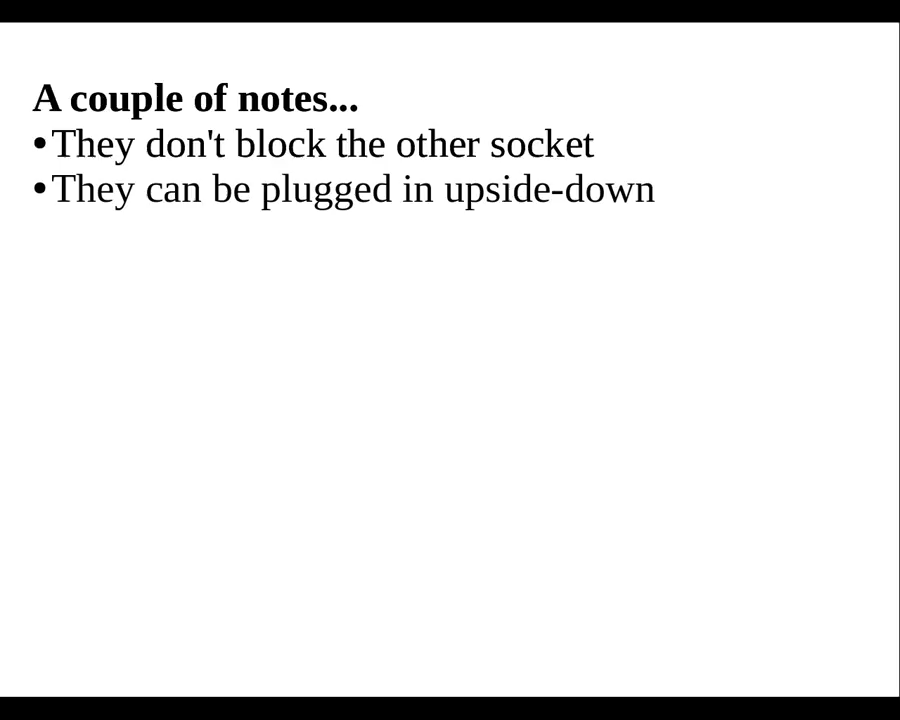 A couple of notes...
•They don't block the other socket
•They can be plugged in upside-down